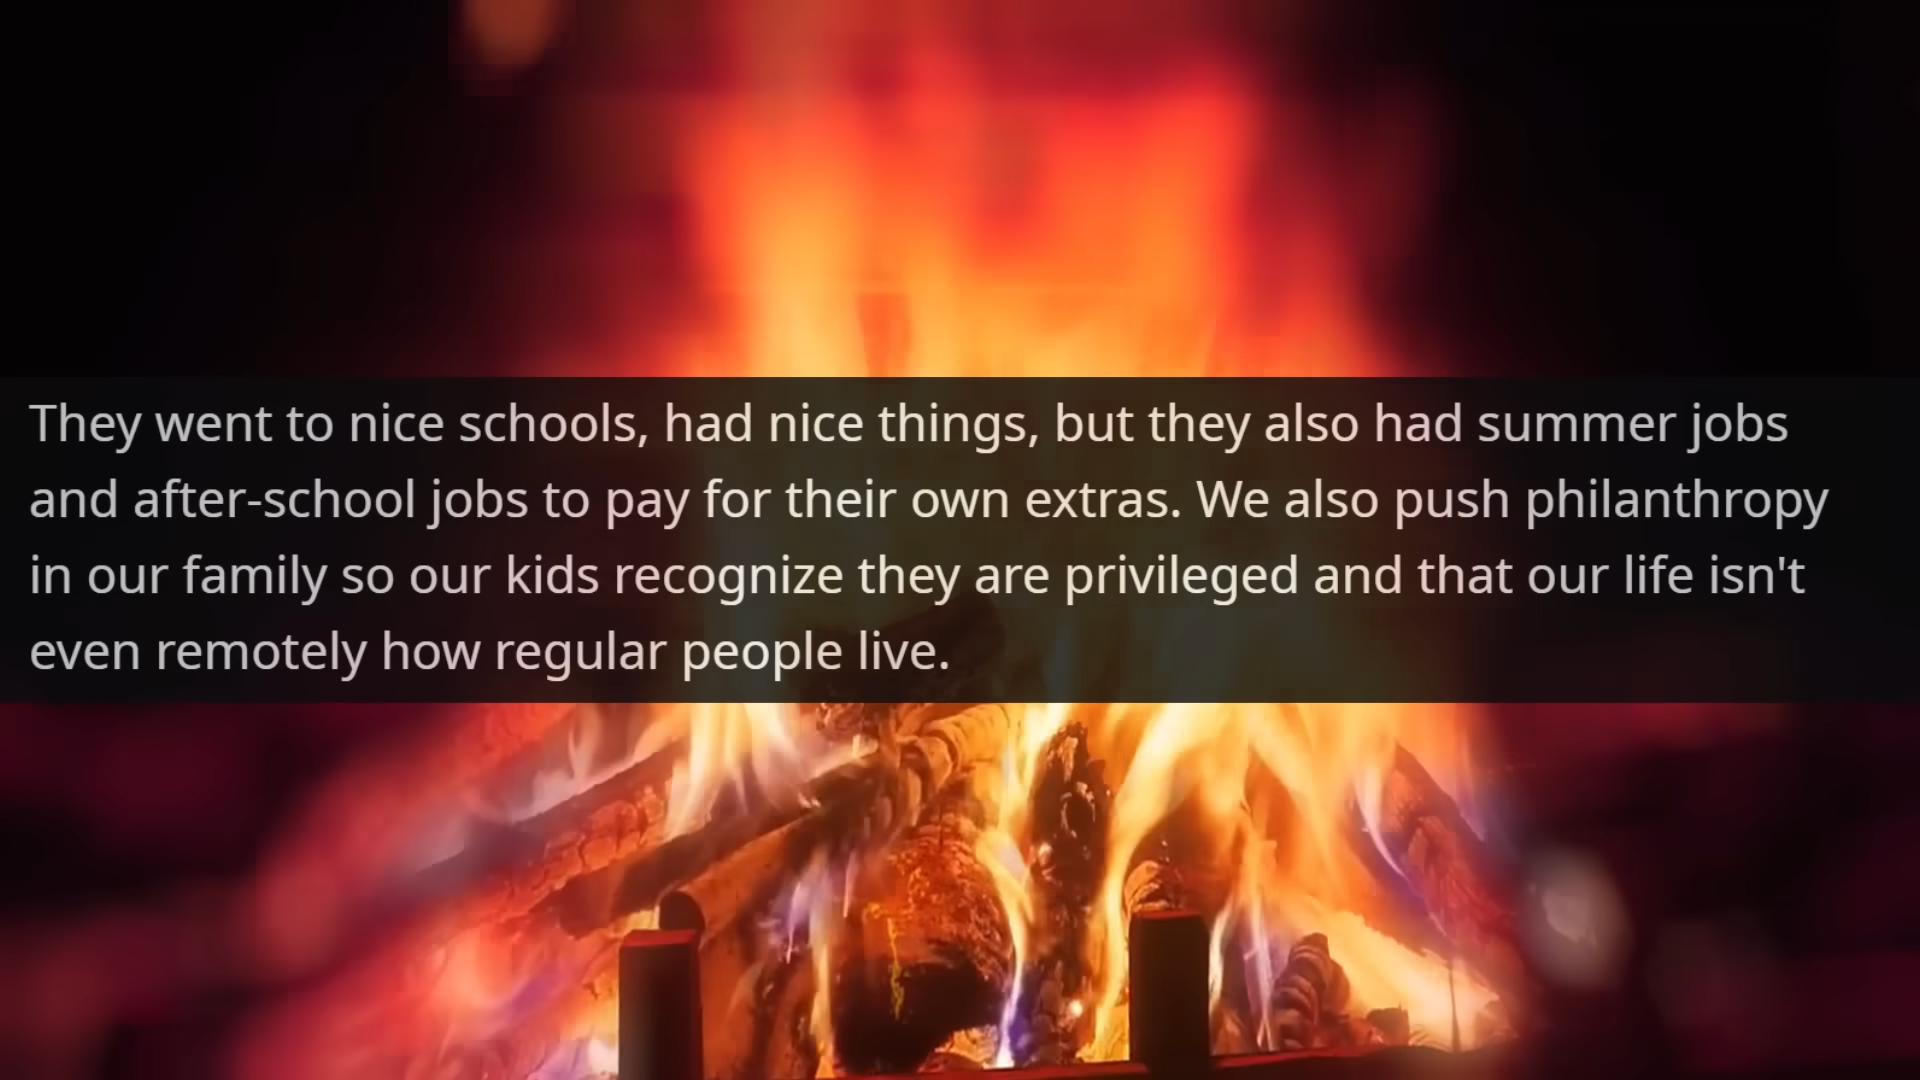 They went to nice schools, had nice things, but they also had summer jobs
and after-school jobs to pay for their own extras. We also push philanthropy
in our family so our kids recognize they are privileged and that our life isn't
even remotely how regular people live.